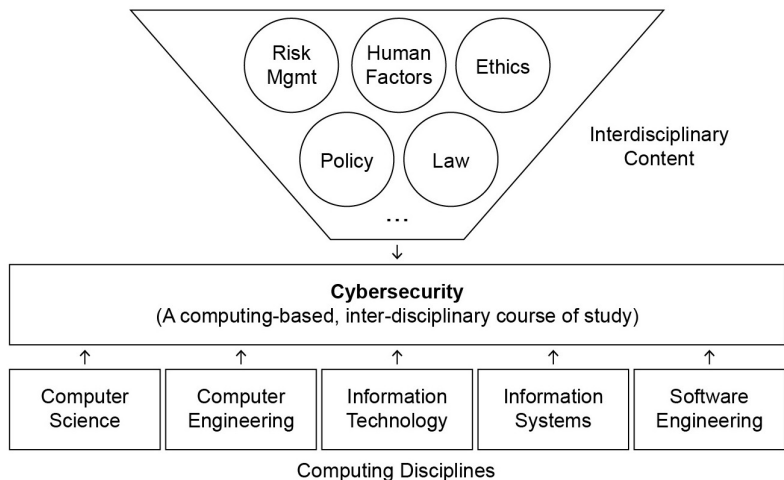 Risk
Mgmt
Human
Factors
Ethics
Policy
Law
...
Interdisciplinary
Content
Cybersecurity
(A computing-based, inter-disciplinary course of study)
Computer
Science
Computer
Engineering
Information
Technology
Information
Systems
Software
Engineering
Computing Disciplines